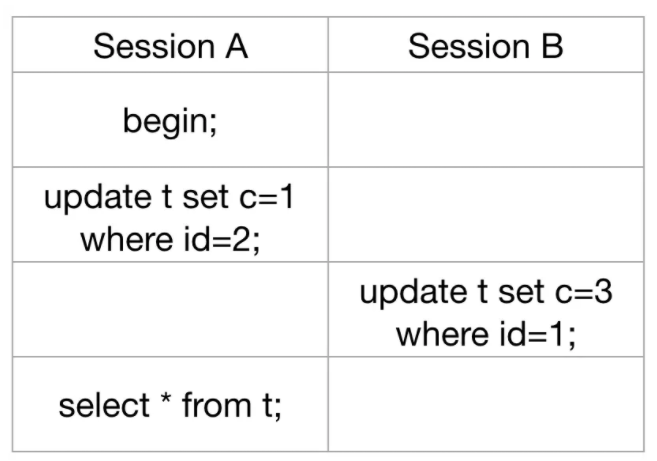 Session A
Session B
begin;
update t set c=1
where id=2;
update t set c=3
where id=1;
select * from t;